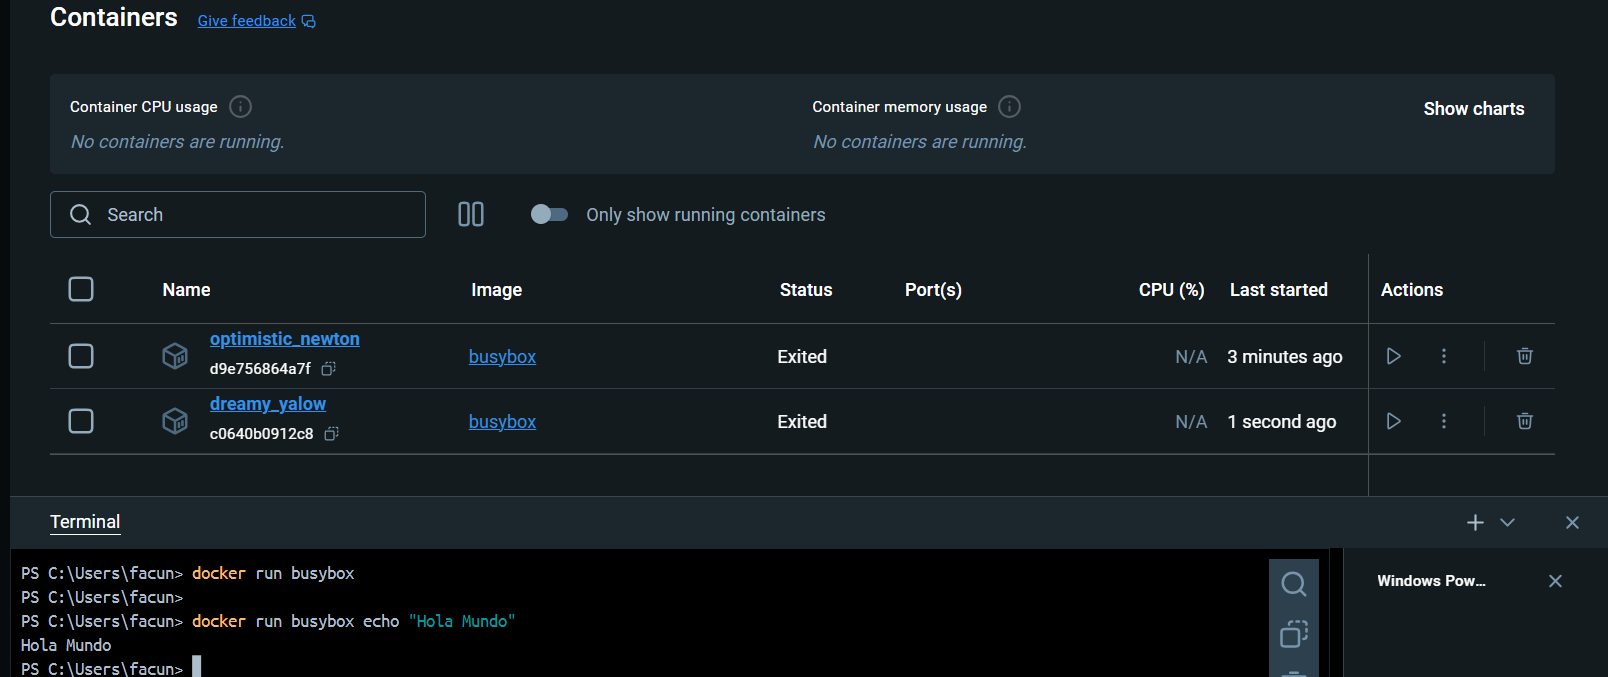 Containers Give feedback
Container CPU usage
No containers are running.
Container memory usage
No containers are running.
Show charts
Search
Only show running containers
Name Image Status Port(s) CPU (%) Last started Actions
optimistic_newton
d9e756864a7f
busybox Exited N/A 3 minutes ago
dreamy_yalow
c0640b0912c8
busybox Exited N/A 1 second ago
Terminal
PS C:\Users\facun> docker run busybox
PS C:\Users\facun>
PS C:\Users\facun> docker run busybox echo "Hola Mundo"
Hola Mundo
PS C:\Users\facun>
Windows Pow...